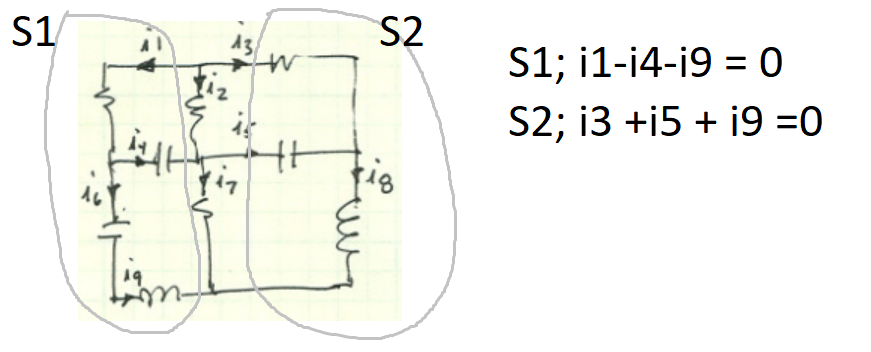 S1
S2
i1
i3
i2
i4
i5
i6
i7
i8
i9
S1; i1-i4-i9 = 0
S2; i3 +i5 + i9 =0